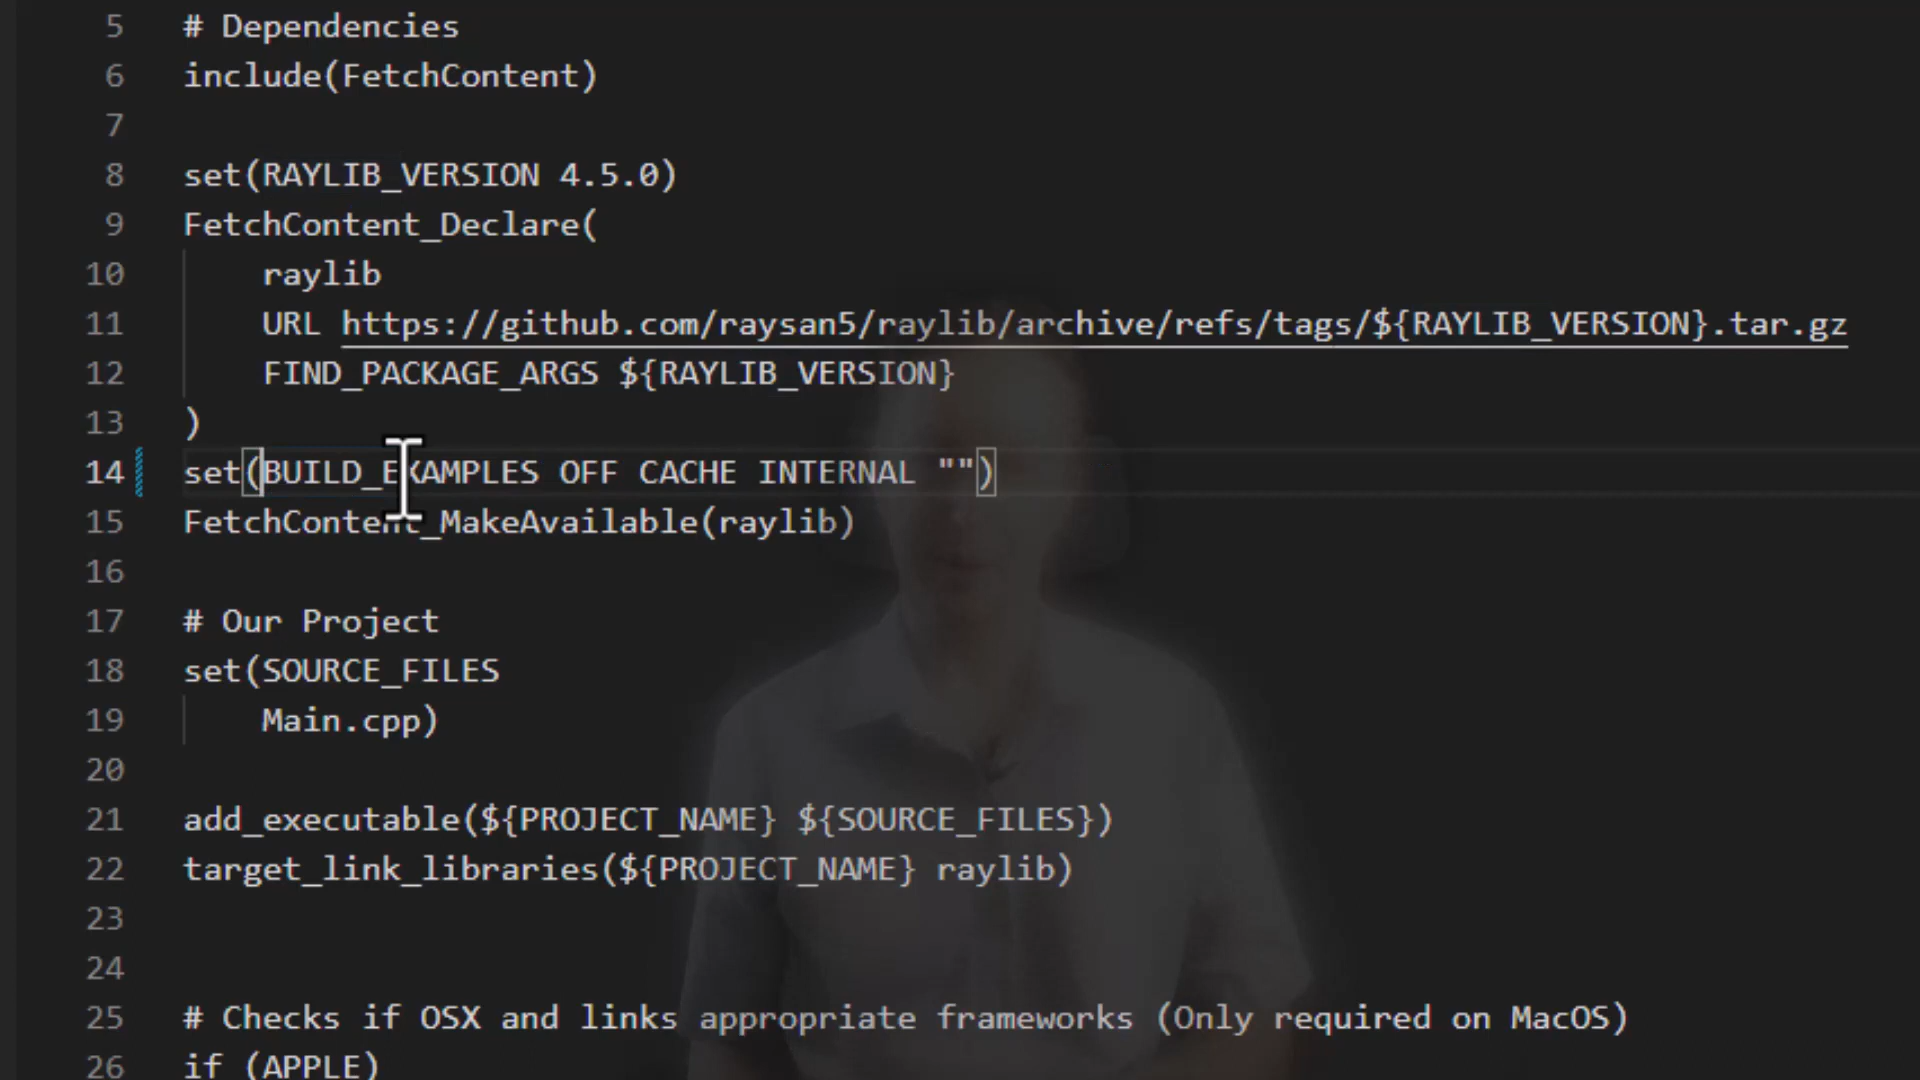 5 # Dependencies
6 include(FetchContent)
7
8 set(RAYLIB_VERSION 4.5.0)
9 FetchContent_Declare(
10 raylib
11 URL https://github.com/raysan5/raylib/archive/refs/tags/${RAYLIB_VERSION}.tar.gz
12 FIND_PACKAGE_ARGS ${RAYLIB_VERSION}
13 )
14 set(BUILD_EXAMPLES OFF CACHE INTERNAL "")
15 FetchContent_MakeAvailable(raylib)
16
17 # Our Project
18 set(SOURCE_FILES
19 Main.cpp)
20
21 add_executable(${PROJECT_NAME} ${SOURCE_FILES})
22 target_link_libraries(${PROJECT_NAME} raylib)
23
24
25 # Checks if OSX and links appropriate frameworks (Only required on MacOS)
26 if (APPLE)